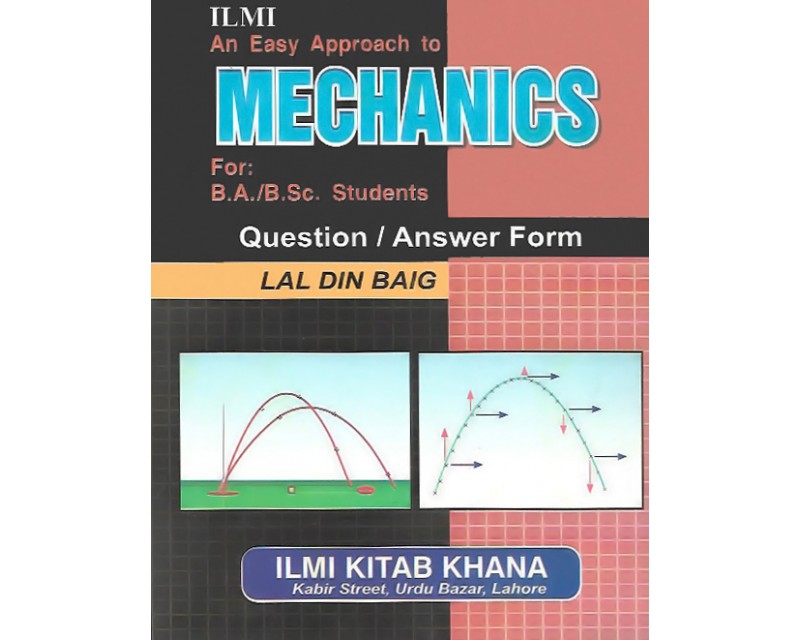 ILMI
An Easy Approach to
MECHANICS
For:
B.A./B.Sc. Students
Question / Answer Form
LAL DIN BAIG
ILMI KITAB KHANA
Kabir Street, Urdu Bazar, Lahore